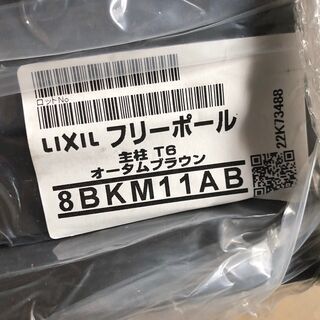 ロットNo
LIXIL フリーポール
主柱 T6
オータムブラウン
8BKM11AB
22K73488